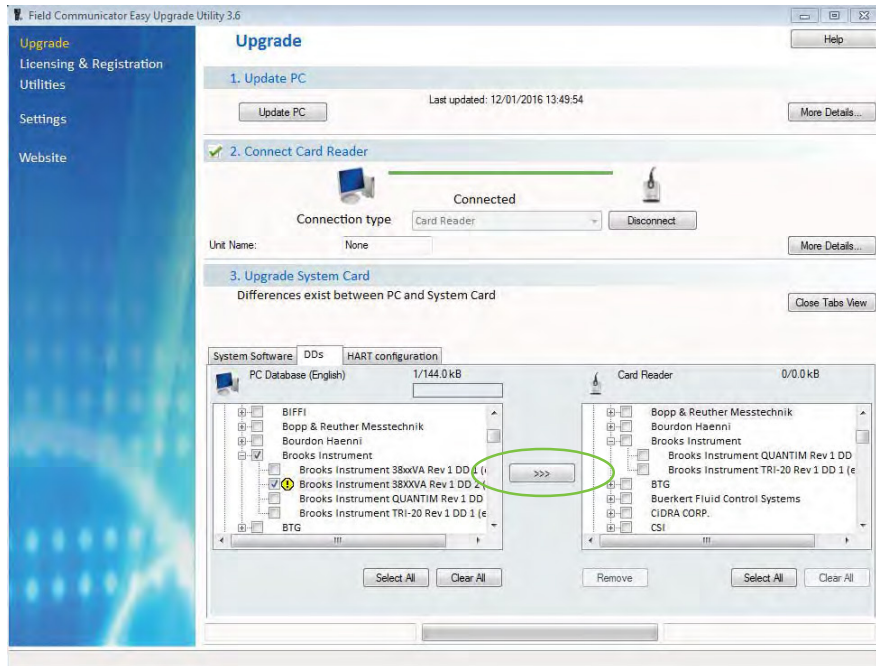 Field Communicator Easy Upgrade Utility 3.6
Upgrade
Licensing & Registration
Utilities
Settings
Website
Upgrade
Help
1. Update PC
Update PC
Last updated: 12/01/2016 13:49:54
More Details...
2. Connect Card Reader
Connected
Connection type
Card Reader
Disconnect
Unit Name:
None
More Details...
3. Upgrade System Card
Differences exist between PC and System Card
Close Tabs View
System Software
DDs
HART configuration
PC Database (English)
1/144.0 kB
BIFFI
Bopp & Reuther Messtechnik
Bourdon Haenni
Brooks Instrument
Brooks Instrument 38xxVA Rev 1 DD 1 (
Brooks Instrument 38XXVA Rev 1 DD 2 (
Brooks Instrument QUANTIM Rev 1 DD
Brooks Instrument TRI-20 Rev 1 DD 1 (e
BTG
Select All
Clear All
>>>
Card Reader
0/0.0 kB
Bopp & Reuther Messtechnik
Bourdon Haenni
Brooks Instrument
Brooks Instrument QUANTIM Rev 1 DD
Brooks Instrument TRI-20 Rev 1 DD 1 (e
BTG
Buerkert Fluid Control Systems
CiDRA CORP.
CSI
Remove
Select All
Clear All